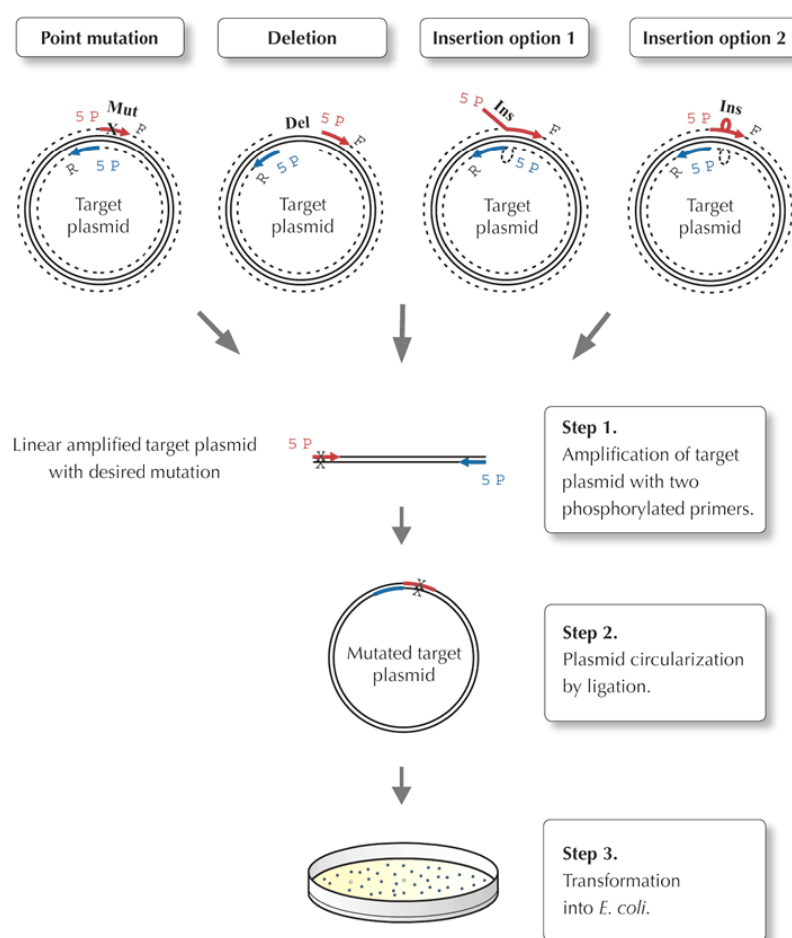 Point mutation
Deletion
Insertion option 1
Insertion option 2
5 P
Mut
X
F
R
5 P
Target
plasmid
Del
5 P
F
R
5 P
Target
plasmid
5 P
Ins
F
R
5 P
Target
plasmid
5 P
Ins
F
R
5 P
Target
plasmid
Linear amplified target plasmid
with desired mutation
5 P
X
X
5 P
Step 1.
Amplification of target
plasmid with two
phosphorylated primers.
X
X
Mutated target
plasmid
Step 2.
Plasmid circularization
by ligation.
Step 3.
Transformation
into E. coli.